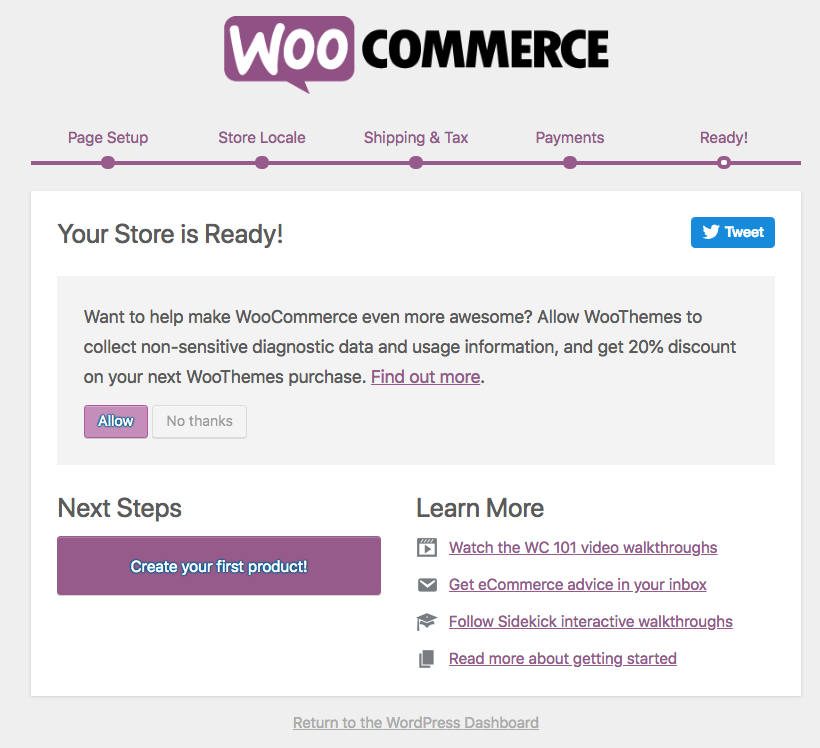 WOO COMMERCE
Page Setup Store Locale Shipping & Tax Payments Ready!
Your Store is Ready!
Tweet
Want to help make WooCommerce even more awesome? Allow WooThemes to
collect non-sensitive diagnostic data and usage information, and get 20% discount
on your next WooThemes purchase. Find out more.
Allow No thanks
Next Steps
Create your first product!
Learn More
Watch the WC 101 video walkthroughs
Get eCommerce advice in your inbox
Follow Sidekick interactive walkthroughs
Read more about getting started
Return to the WordPress Dashboard